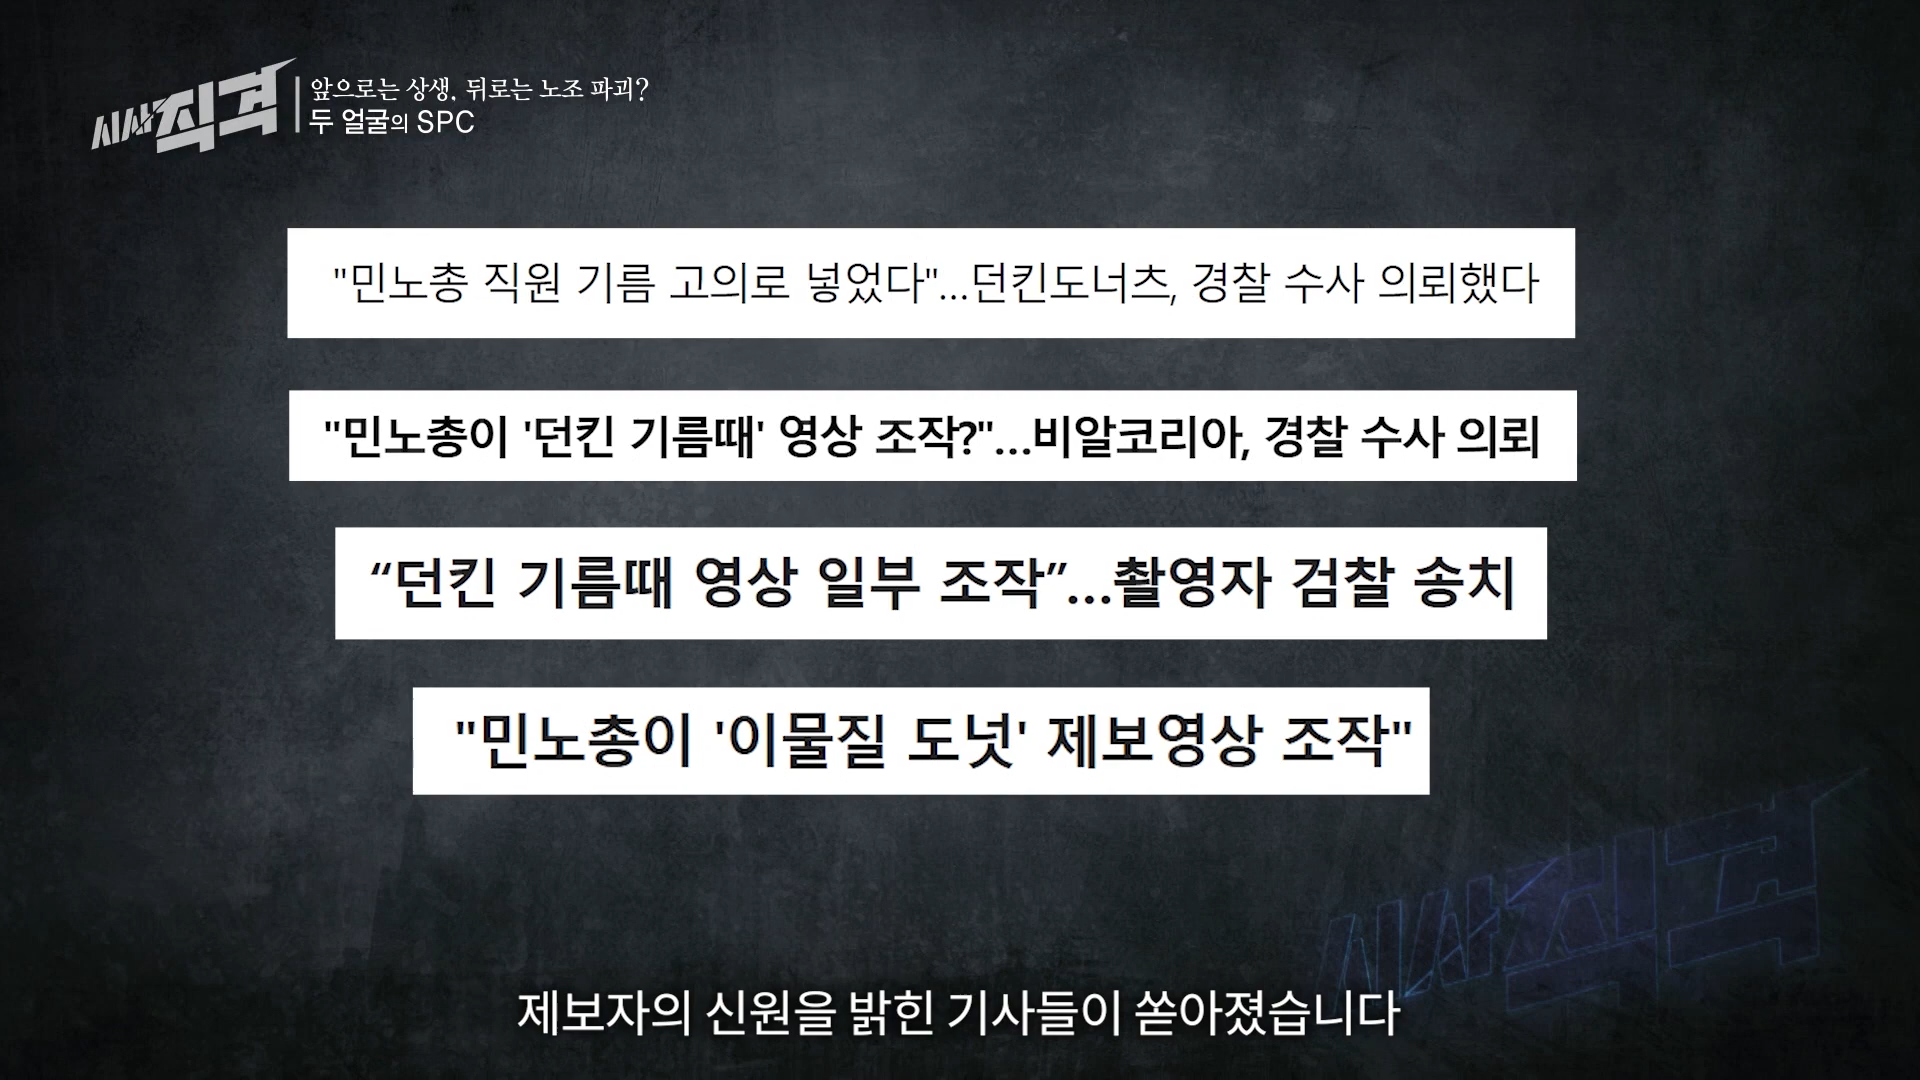 시사직격
앞으로는 상생, 뒤로는 노조 파괴?
두 얼굴의 SPC
"민노총 직원 기름 고의로 넣었다"...던킨도너츠, 경찰 수사 의뢰했다
"민노총이 '던킨 기름때' 영상 조작?"...비알코리아, 경찰 수사 의뢰
“던킨 기름때 영상 일부 조작”...촬영자 검찰 송치
"민노총이 '이물질 도넛' 제보영상 조작"
시사직격
제보자의 신원을 밝힌 기사들이 쏟아졌습니다